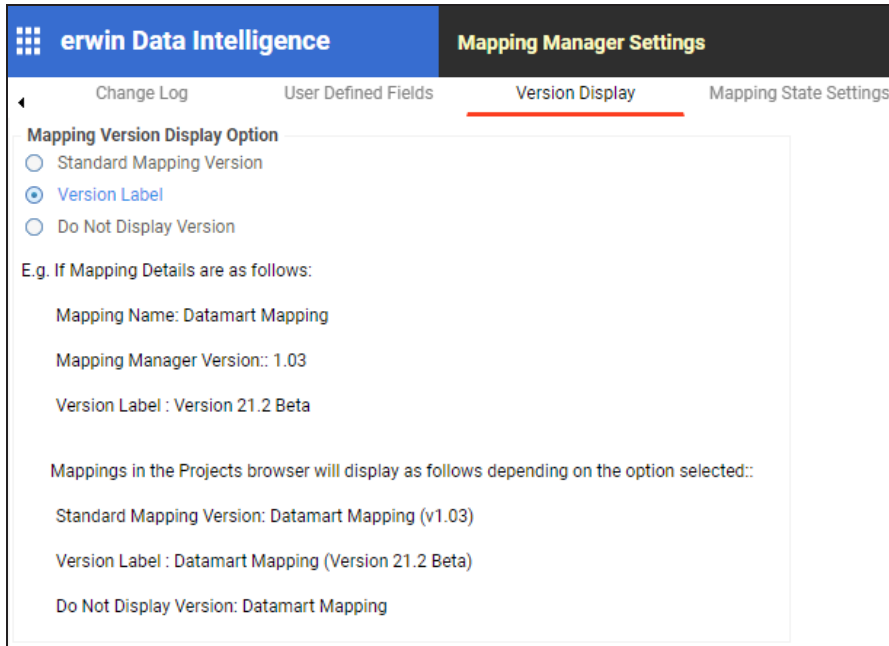 erwin Data Intelligence
Mapping Manager Settings
Change Log
User Defined Fields
Version Display
Mapping State Settings
Mapping Version Display Option
Standard Mapping Version
Version Label
Do Not Display Version
E.g. If Mapping Details are as follows:
Mapping Name: Datamart Mapping
Mapping Manager Version:: 1.03
Version Label : Version 21.2 Beta
Mappings in the Projects browser will display as follows depending on the option selected::
Standard Mapping Version: Datamart Mapping (v1.03)
Version Label : Datamart Mapping (Version 21.2 Beta)
Do Not Display Version: Datamart Mapping